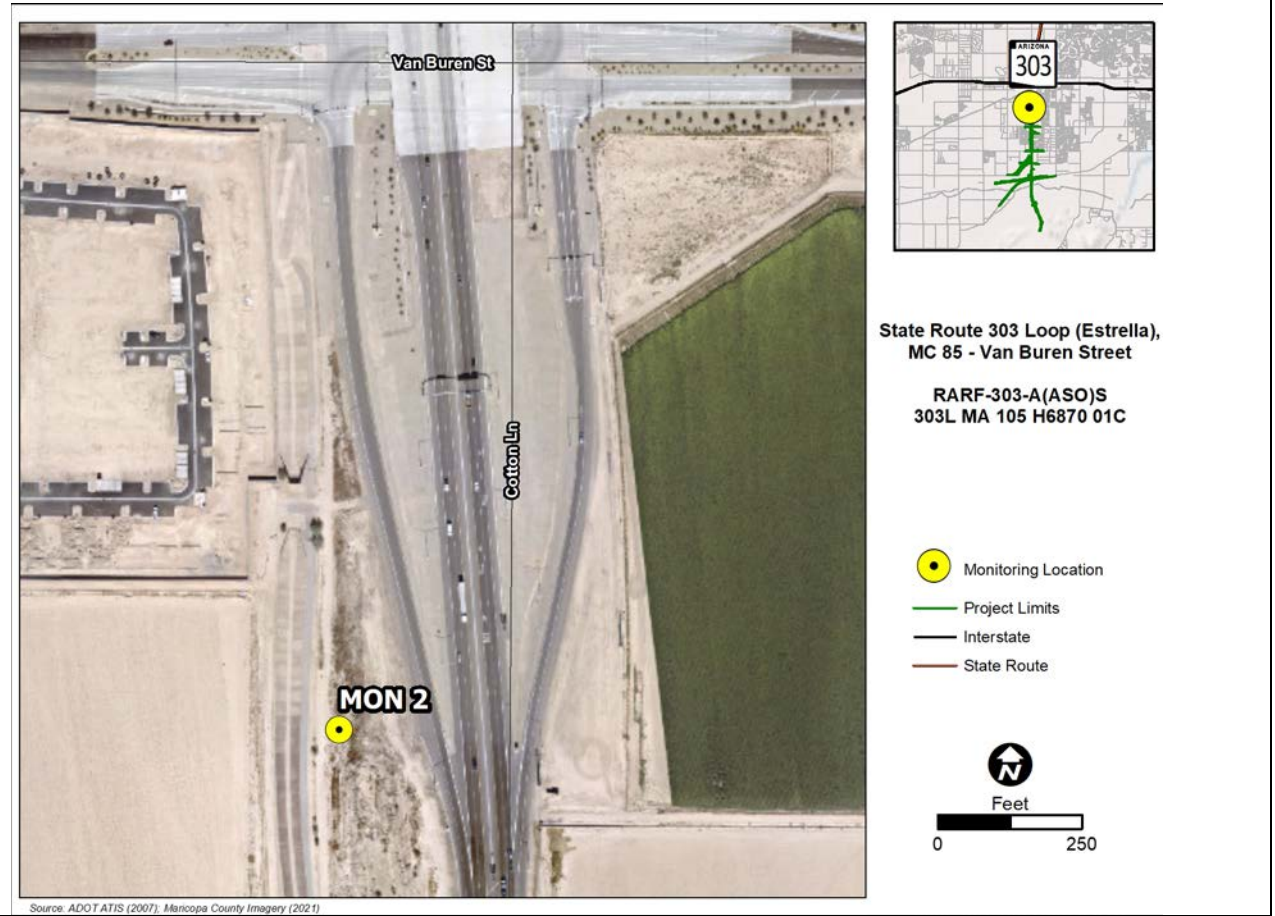 Van Buren St
Cotton Ln
MON 2
ARIZONA
303
State Route 303 Loop (Estrella),
MC 85 - Van Buren Street
RARF-303-A(ASO)S
303L MA 105 H6870 01C
Monitoring Location
Project Limits
Interstate
State Route
N
Feet
0 250
Source: ADOT ATIS (2007); Maricopa County Imagery (2021)